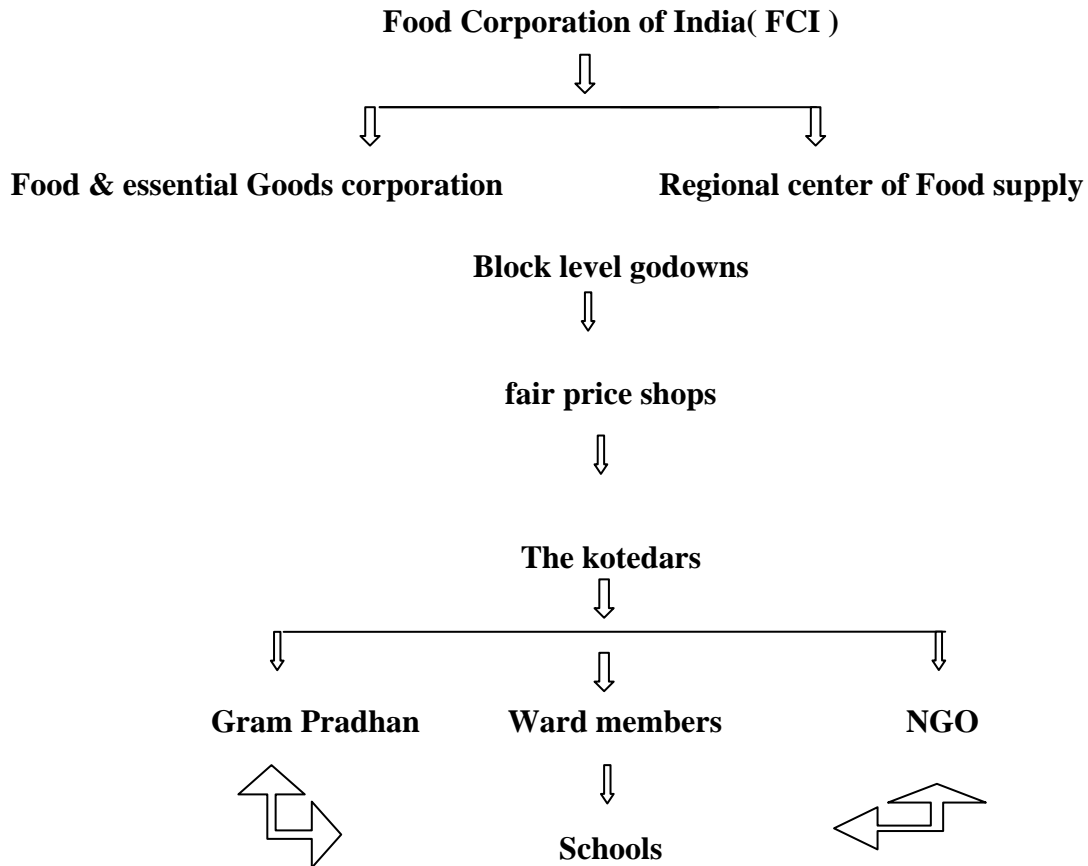 Food Corporation of India( FCI )
Food & essential Goods corporation Regional center of Food supply
Block level godowns
fair price shops
The kotedars
Gram Pradhan Ward members NGO
Schools